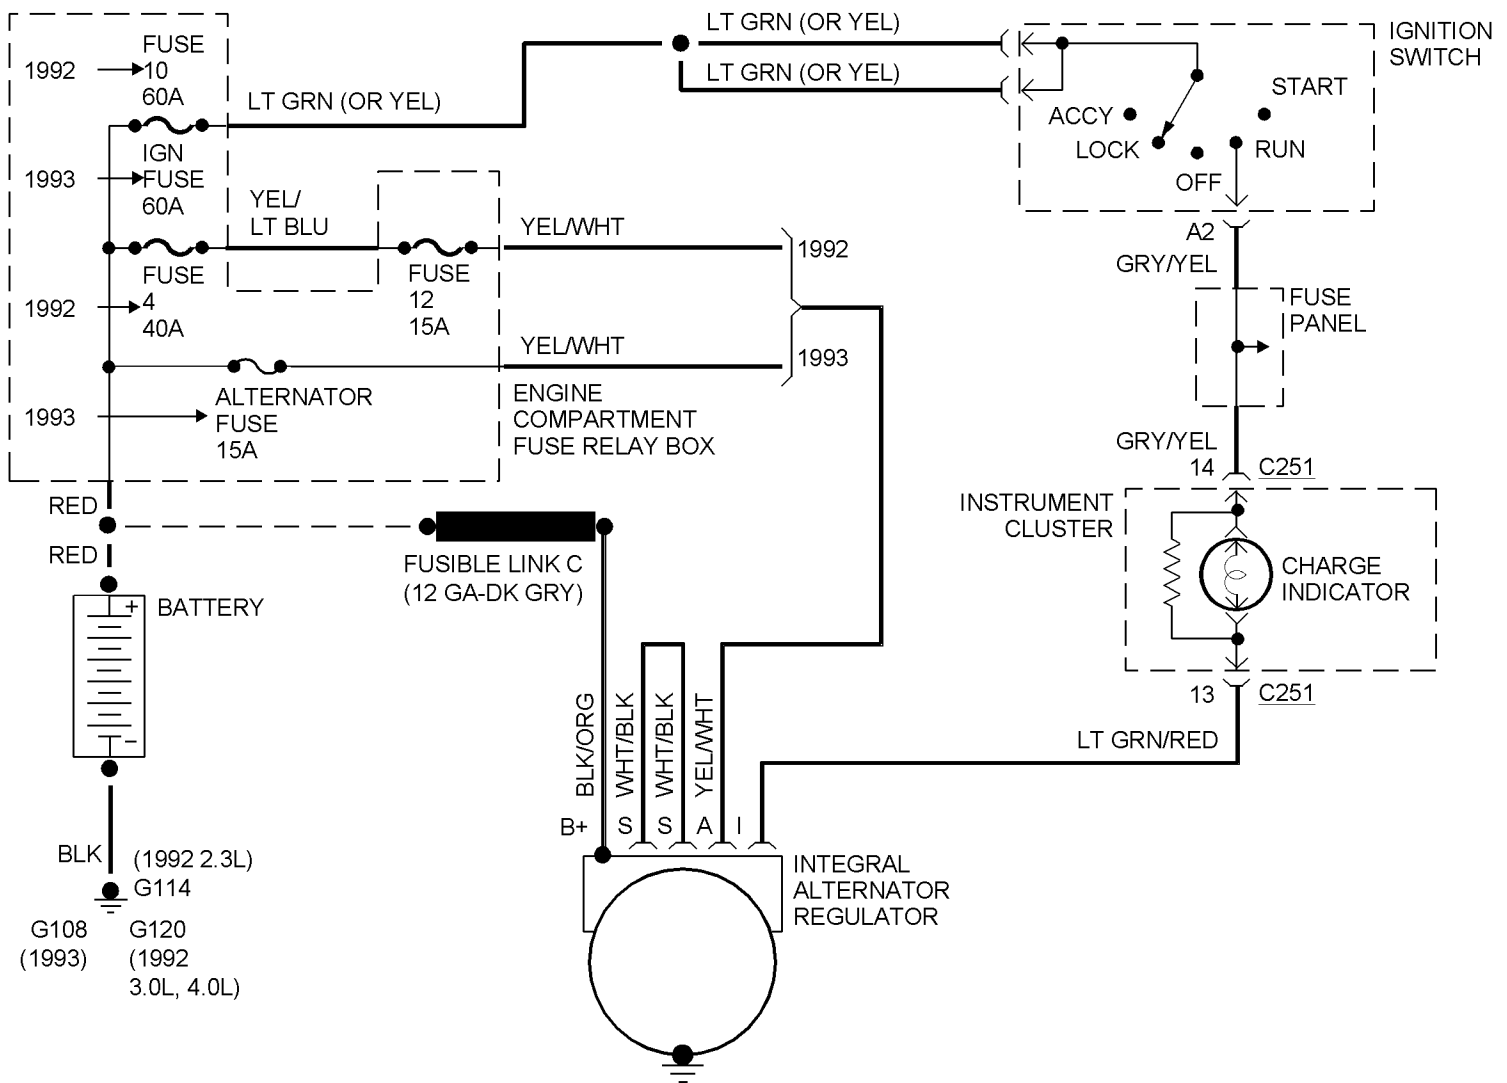 LT GRN (OR YEL)
IGNITION
SWITCH
FUSE
10
60A
1992
LT GRN (OR YEL)
LT GRN (OR YEL)
START
ACCY
LOCK
RUN
OFF
IGN
FUSE
60A
1993
YEL/
LT BLU
YEL/WHT
1992
A2
GRY/YEL
FUSE
4
40A
1992
FUSE
12
15A
FUSE
PANEL
YEL/WHT
1993
ALTERNATOR
FUSE
15A
1993
ENGINE
COMPARTMENT
FUSE RELAY BOX
GRY/YEL
14
C251
RED
RED
INSTRUMENT
CLUSTER
FUSIBLE LINK C
(12 GA-DK GRY)
CHARGE
INDICATOR
+
BATTERY
−
13
C251
LT GRN/RED
BLK/ORG
WHT/BLK
WHT/BLK
YEL/WHT
B+
S
S
A
I
BLK
(1992 2.3L)
G114
INTEGRAL
ALTERNATOR
REGULATOR
G108
(1993)
G120
(1992
3.0L, 4.0L)